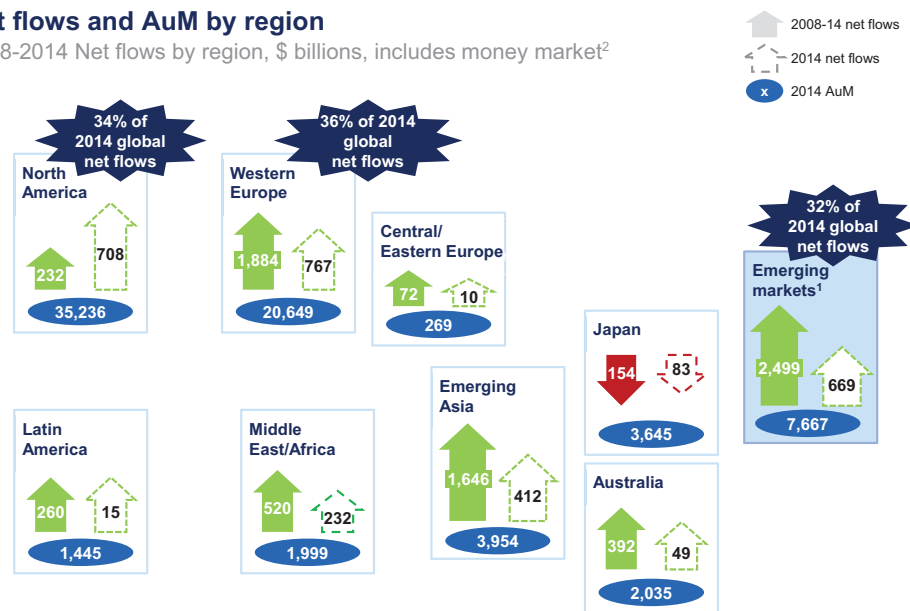 t flows and AuM by region
8-2014 Net flows by region, $ billions, includes money market2
2008-14 net flows
2014 net flows
x 2014 AuM
34% of
2014 global
net flows
North
America
232
708
35,236
36% of 2014
global
net flows
Western
Europe
1,884
767
20,649
Central/
Eastern Europe
72
10
269
32% of
2014 global
net flows
Emerging
markets1
2,499
669
7,667
Japan
154
83
3,645
Latin
America
260
15
1,445
Middle
East/Africa
520
232
1,999
Emerging
Asia
1,646
412
3,954
Australia
392
49
2,035